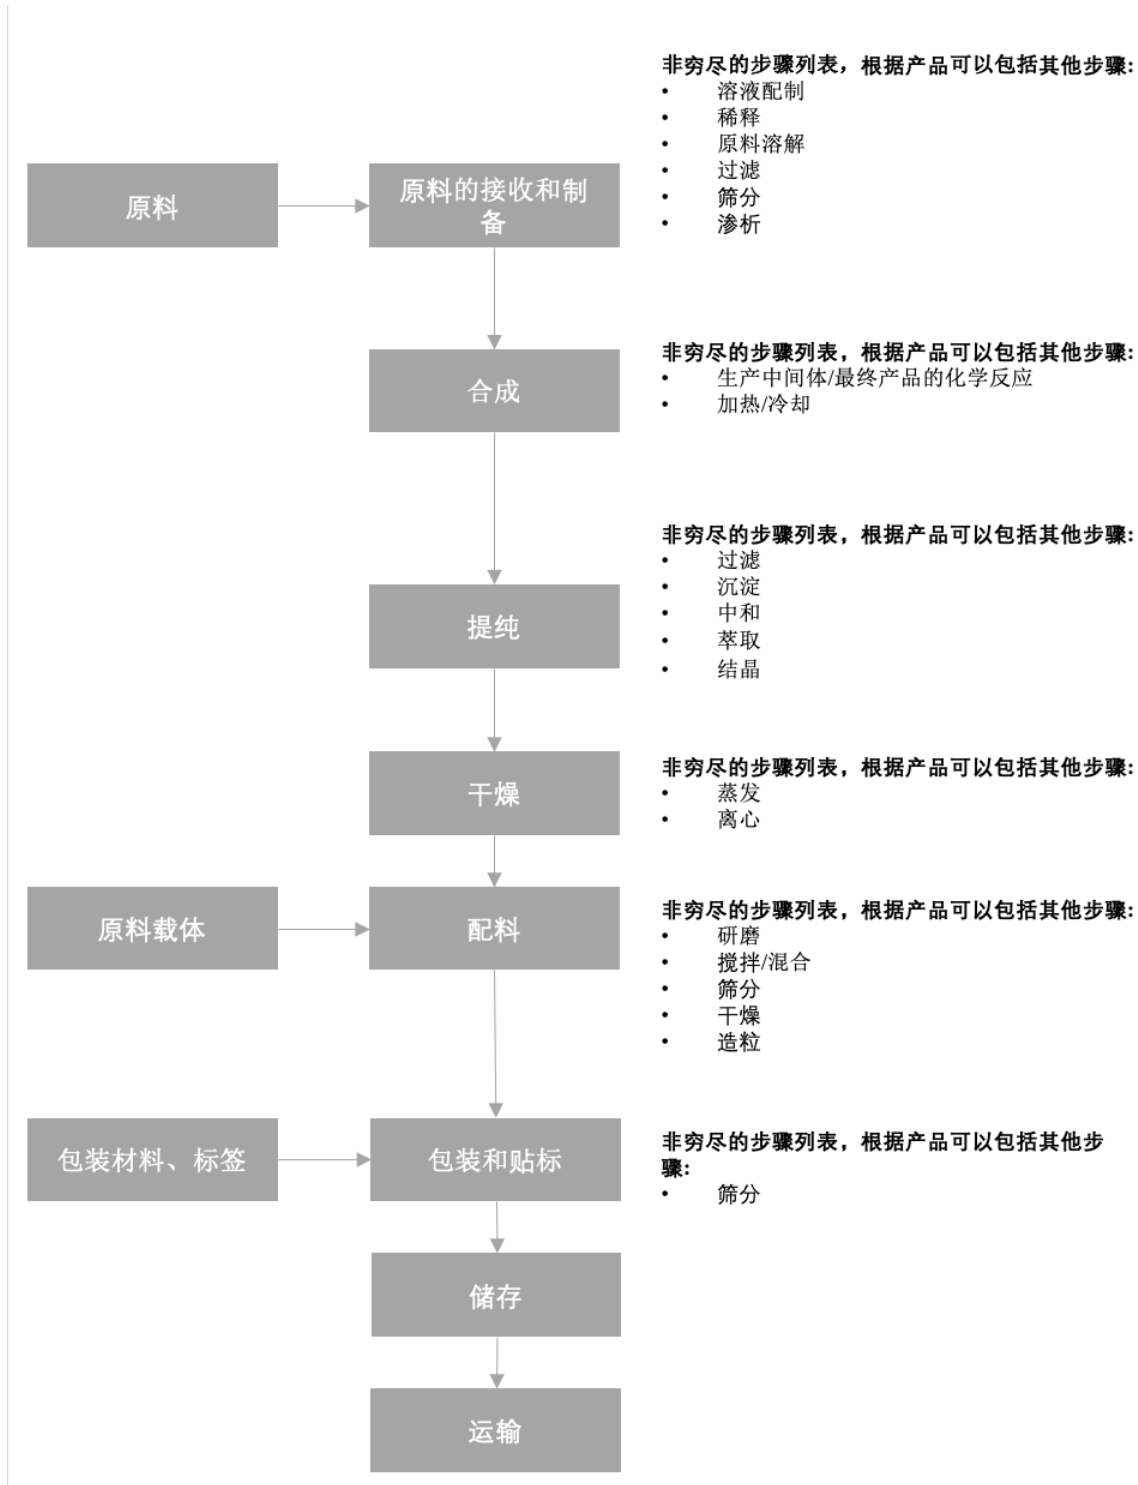 非穷尽的步骤列表，根据产品可以包括其他步骤:
• 溶液配制
• 稀释
• 原料溶解
• 过滤
• 筛分
• 渗析
原料
原料的接收和制
备
非穷尽的步骤列表，根据产品可以包括其他步骤:
• 生产中间体/最终产品的化学反应
• 加热/冷却
合成
非穷尽的步骤列表，根据产品可以包括其他步骤:
• 过滤
• 沉淀
• 中和
• 萃取
• 结晶
提纯
非穷尽的步骤列表，根据产品可以包括其他步骤:
• 蒸发
• 离心
干燥
非穷尽的步骤列表，根据产品可以包括其他步骤:
• 研磨
• 搅拌/混合
• 筛分
• 干燥
• 造粒
原料载体
配料
非穷尽的步骤列表，根据产品可以包括其他步
骤:
• 筛分
包装材料、标签
包装和贴标
储存
运输